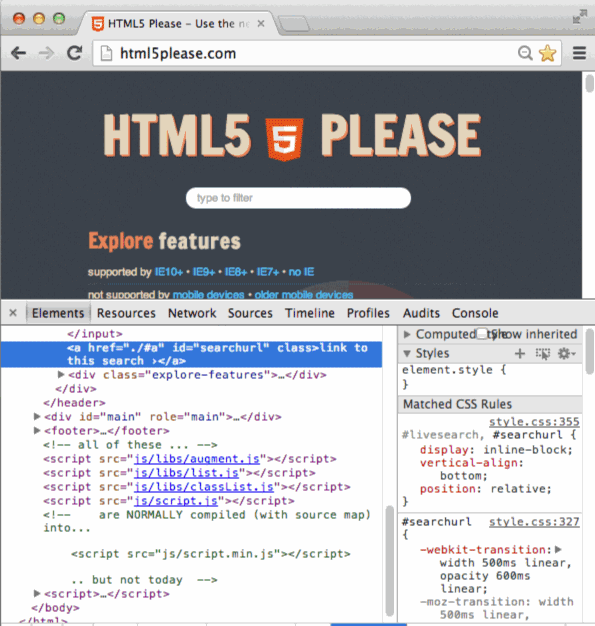 HTML5 Please – Use the
html5please.com
HTML5 5 PLEASE
type to filter
Explore features
supported by IE10+ • IE9+ • IE8+ • IE7+ • no IE
not supported by mobile devices • older mobile devices
Elements Resources Network Sources Timeline Profiles Audits Console
</input>
<a href="./#a" id="searchurl" class>link to
this search ›</a>
<div class="explore-features">…</div>
</div>
</header>
<div id="main" role="main">…</div>
<footer>…</footer>
<!-- all of these ... -->
<script src="js/libs/augment.js"></script>
<script src="js/libs/list.js"></script>
<script src="js/libs/classList.js"></script>
<script src="js/script.js"></script>
<!--   are NORMALLY compiled (with source map)
into...
<script src="js/script.min.js"></script>
.. but not today  -->
<script>…</script>
</body>
</html>
Computed Style Show inherited
Styles
element.style {
}
Matched CSS Rules
style.css:355
#livesearch, #searchurl {
display: inline-block;
vertical-align:
bottom;
position: relative;
}
#searchurl style.css:327
{
-webkit-transition:
width 500ms linear,
opacity 600ms
linear;
-moz-transition: width
500ms linear,